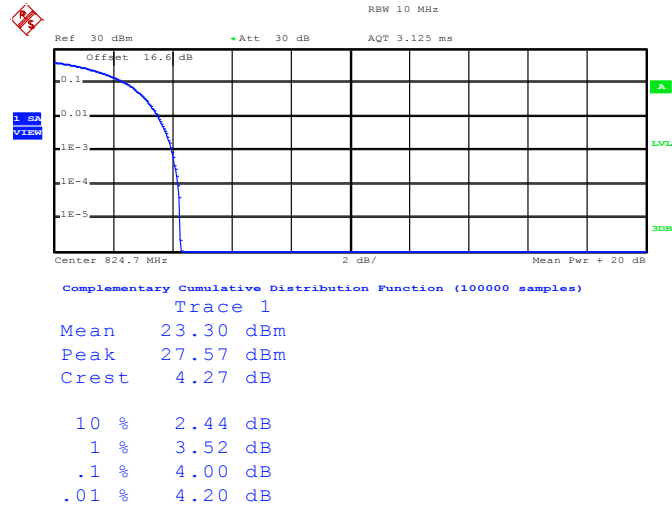 RBW 10 MHz
Ref 30 dBm *Att 30 dB AQT 3.125 ms
Offset 16.6 dB
0.1
A
0.01
1 SA
VIEW
1E-3
LVL
1E-4
1E-5
3DB
Center 824.7 MHz 2 dB/ Mean Pwr + 20 dB
Complementary Cumulative Distribution Function (100000 samples)
Trace 1
Mean 23.30 dBm
Peak 27.57 dBm
Crest 4.27 dB
10 % 2.44 dB
1 % 3.52 dB
.1 % 4.00 dB
.01 % 4.20 dB